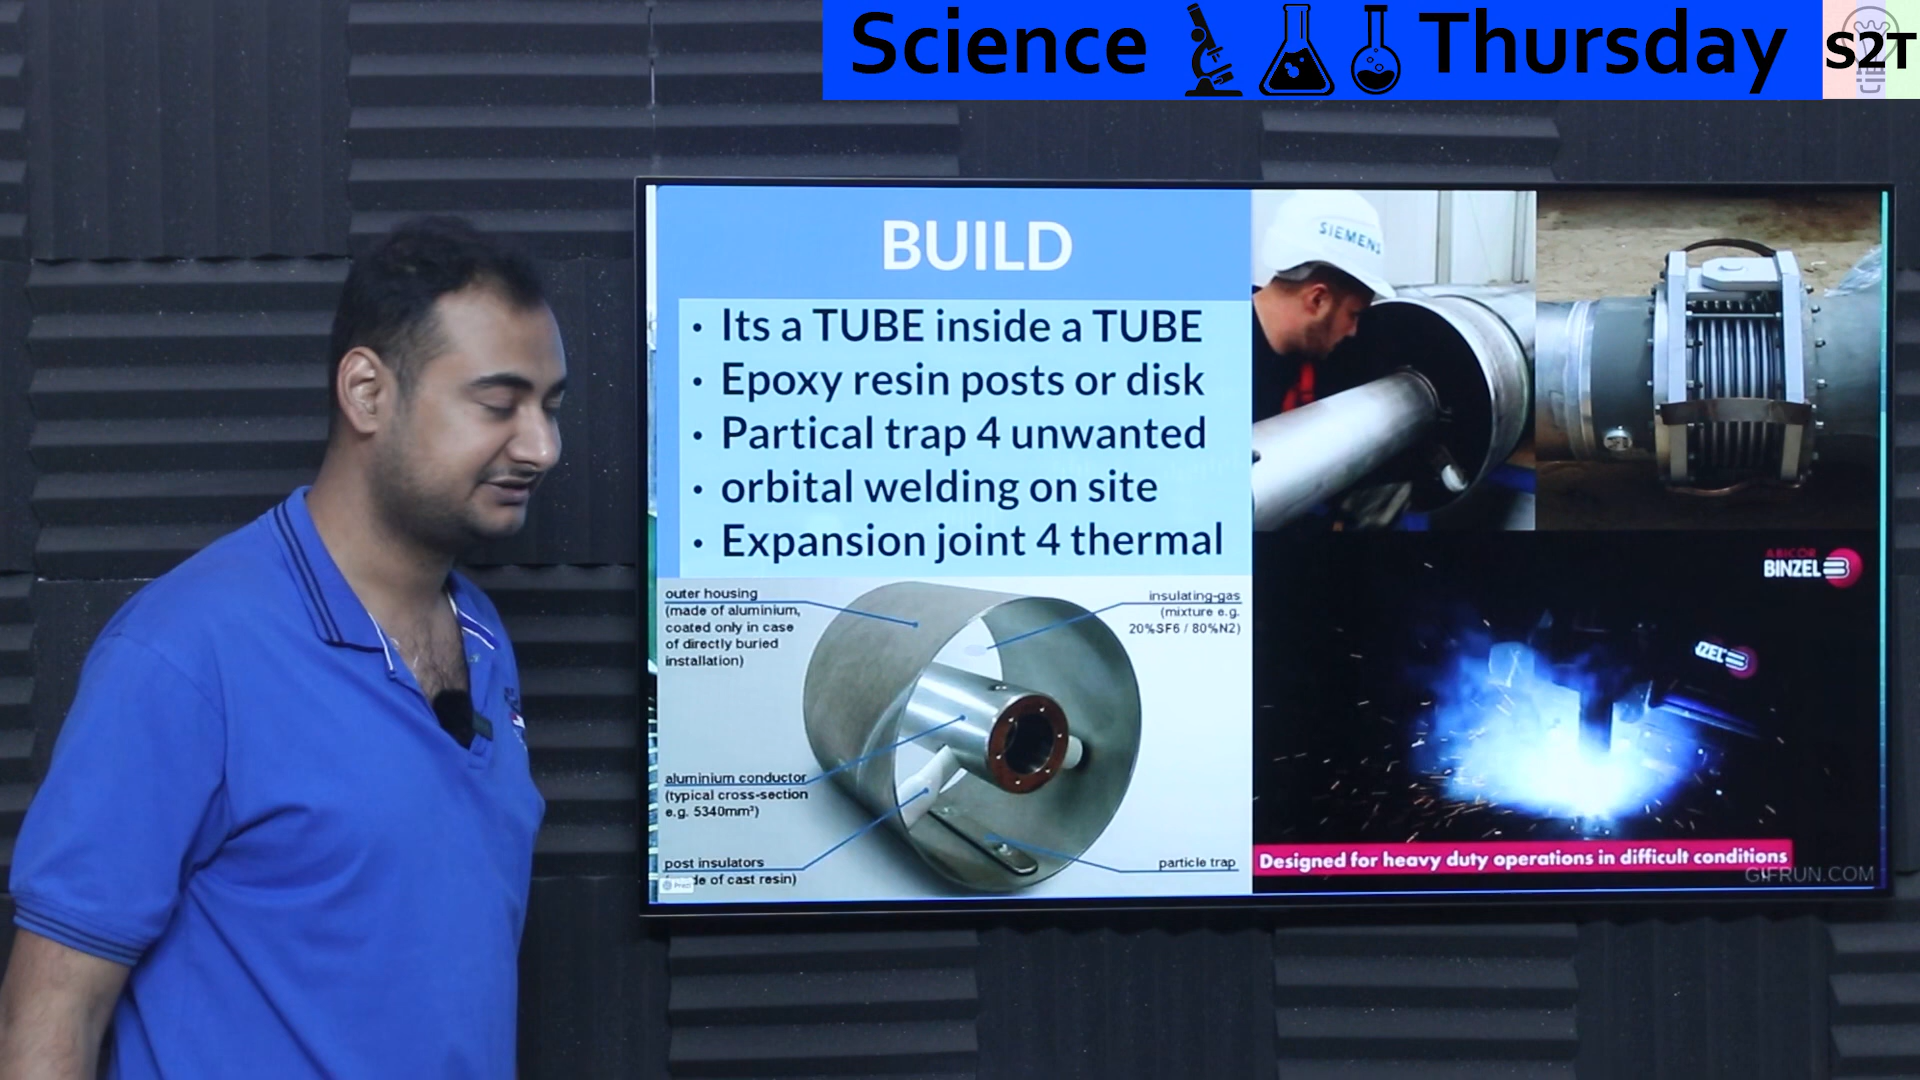 Science Thursday
S2T
BUILD
• Its a TUBE inside a TUBE
• Epoxy resin posts or disk
• Partical trap 4 unwanted
• orbital welding on site
• Expansion joint 4 thermal
outer housing
(made of aluminium,
coated only in case
of directly buried
installation)
insulating-gas
(mixture e.g.
20%SF6 / 80%N2)
aluminium conductor
(typical cross-section
e.g. 5340mm²)
post insulators
of cast resin)
particle trap
SIEMENS
ABICOR
BINZEL
Designed for heavy duty operations in difficult conditions
GIFRUN.COM